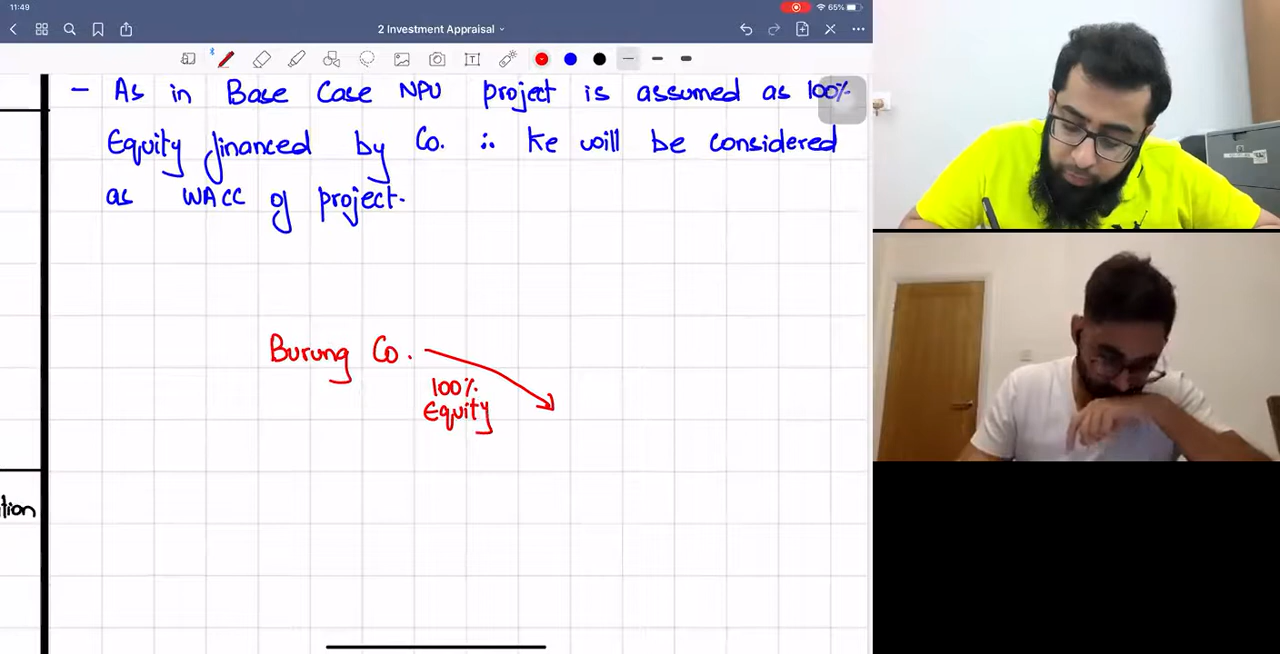 11:49
65%
2 Investment Appraisal
- As in Base Case NPV project is assumed as 100%
Equity financed by Co. ∴ Ke will be considered
as WACC of project.
Burung Co.
100%
Equity
ition